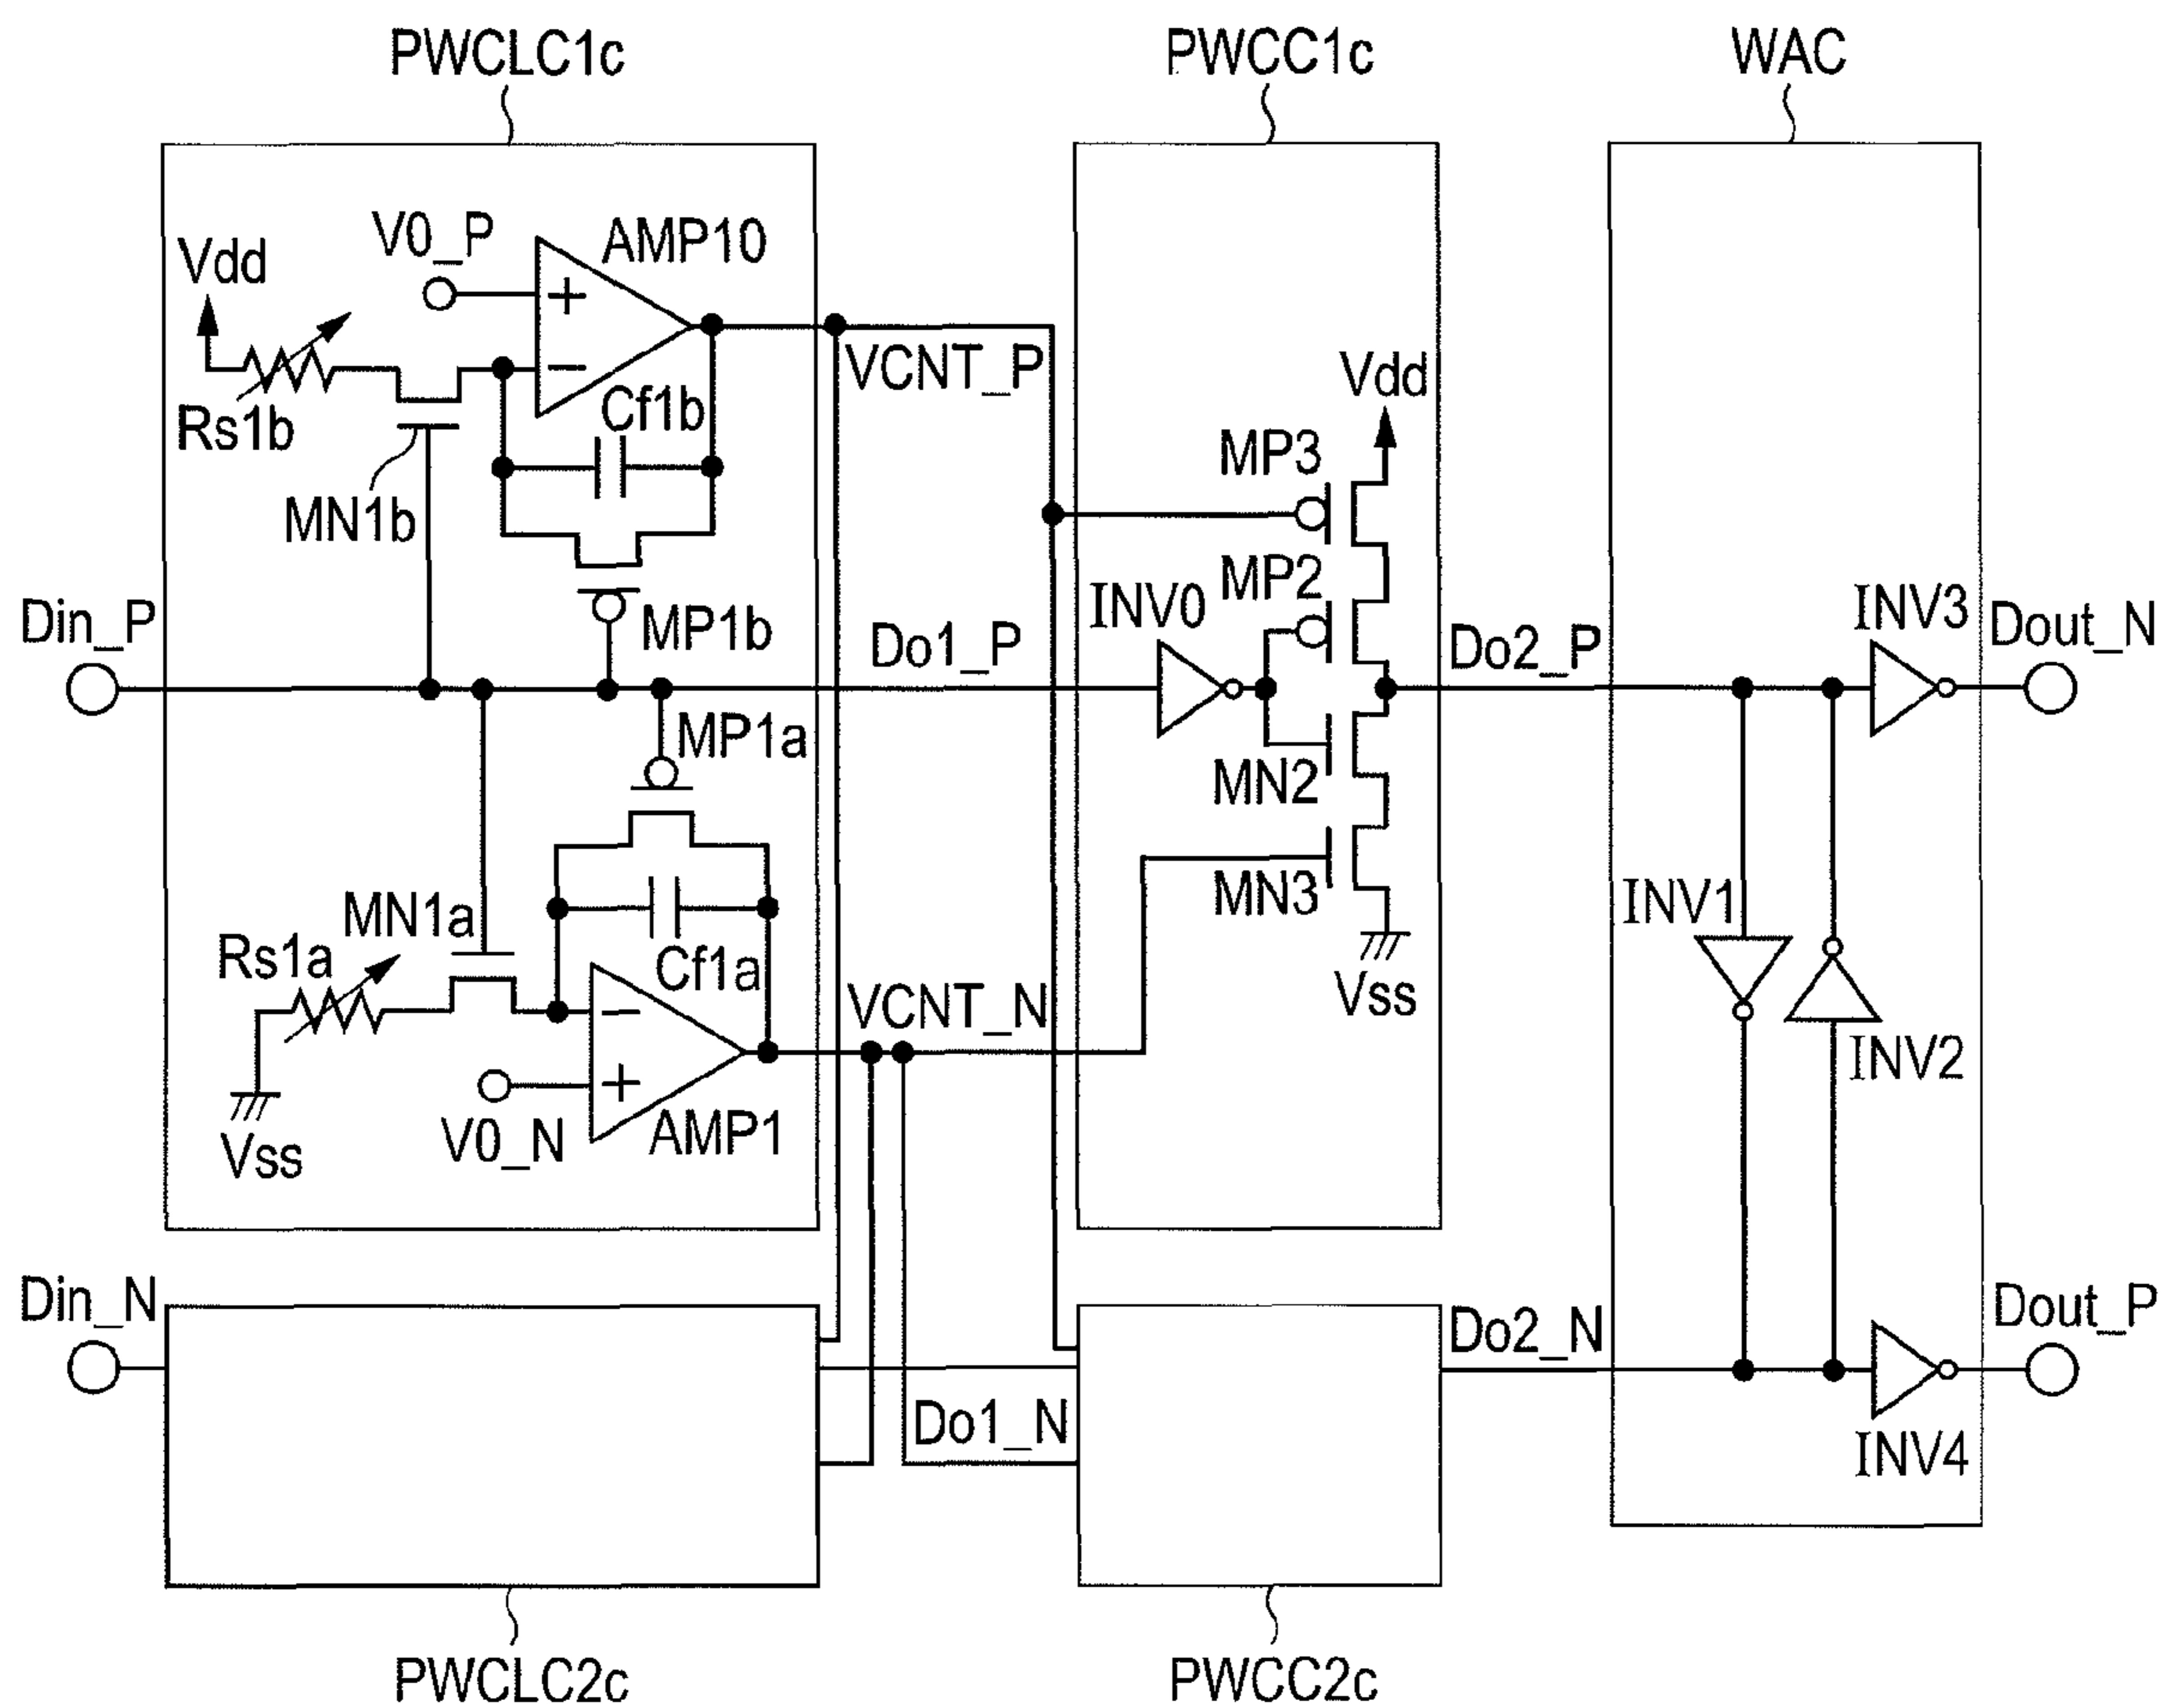 PWCLC1c
PWCC1c
WAC
V0_P
AMP10
Vdd
VCNT_P
Vdd
Rs1b
Cf1b
MP3
MN1b
MP2
INV0
INV3
Din_P
MP1b
Do1_P
Do2_P
Dout_N
MP1a
MN2
MN3
INV1
MN1a
Rs1a
Cf1a
VCNT_N
Vss
INV2
V0_N
AMP1
Vss
Din_N
Do2_N
Dout_P
Do1_N
INV4
PWCLC2c
PWCC2c
+
−
−
+